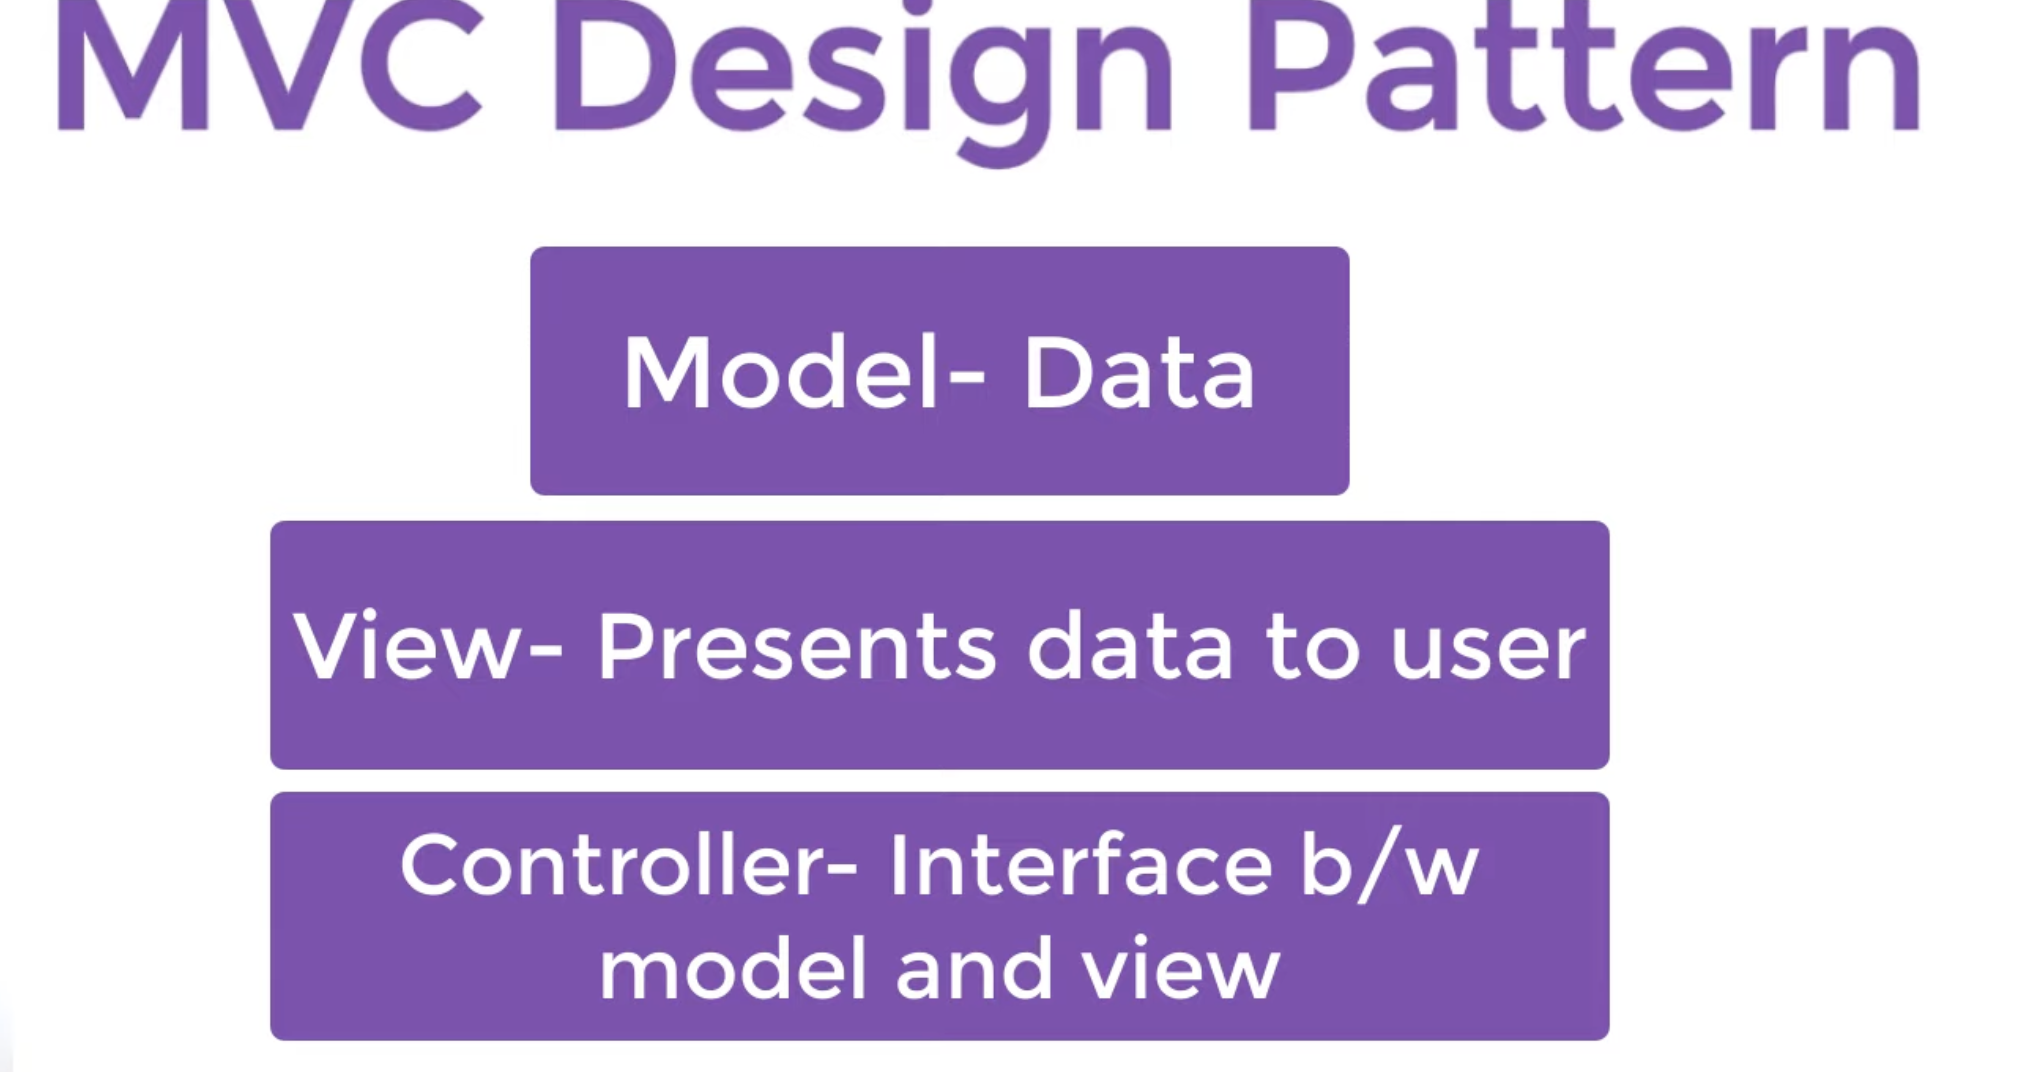 MVC Design Pattern
Model- Data
View- Presents data to user
Controller- Interface b/w
model and view